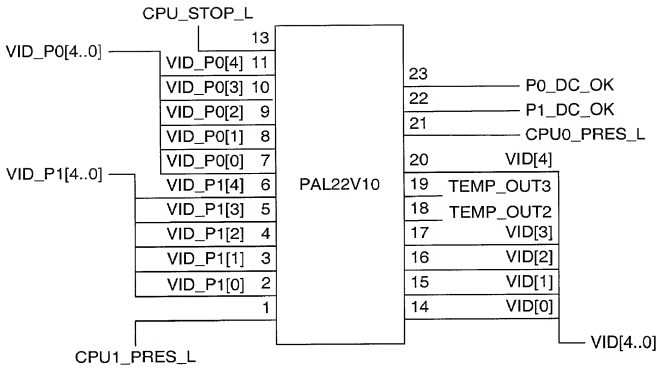 CPU_STOP_L
13
VID_P0[4..0]
VID_P0[4] 11
VID_P0[3] 10
VID_P0[2] 9
VID_P0[1] 8
VID_P0[0] 7
VID_P1[4..0]
VID_P1[4] 6
VID_P1[3] 5
VID_P1[2] 4
VID_P1[1] 3
VID_P1[0] 2
1
CPU1_PRES_L
PAL22V10
23
P0_DC_OK
22
P1_DC_OK
21
CPU0_PRES_L
20 VID[4]
19 TEMP_OUT3
18 TEMP_OUT2
17 VID[3]
16 VID[2]
15 VID[1]
14 VID[0]
VID[4..0]